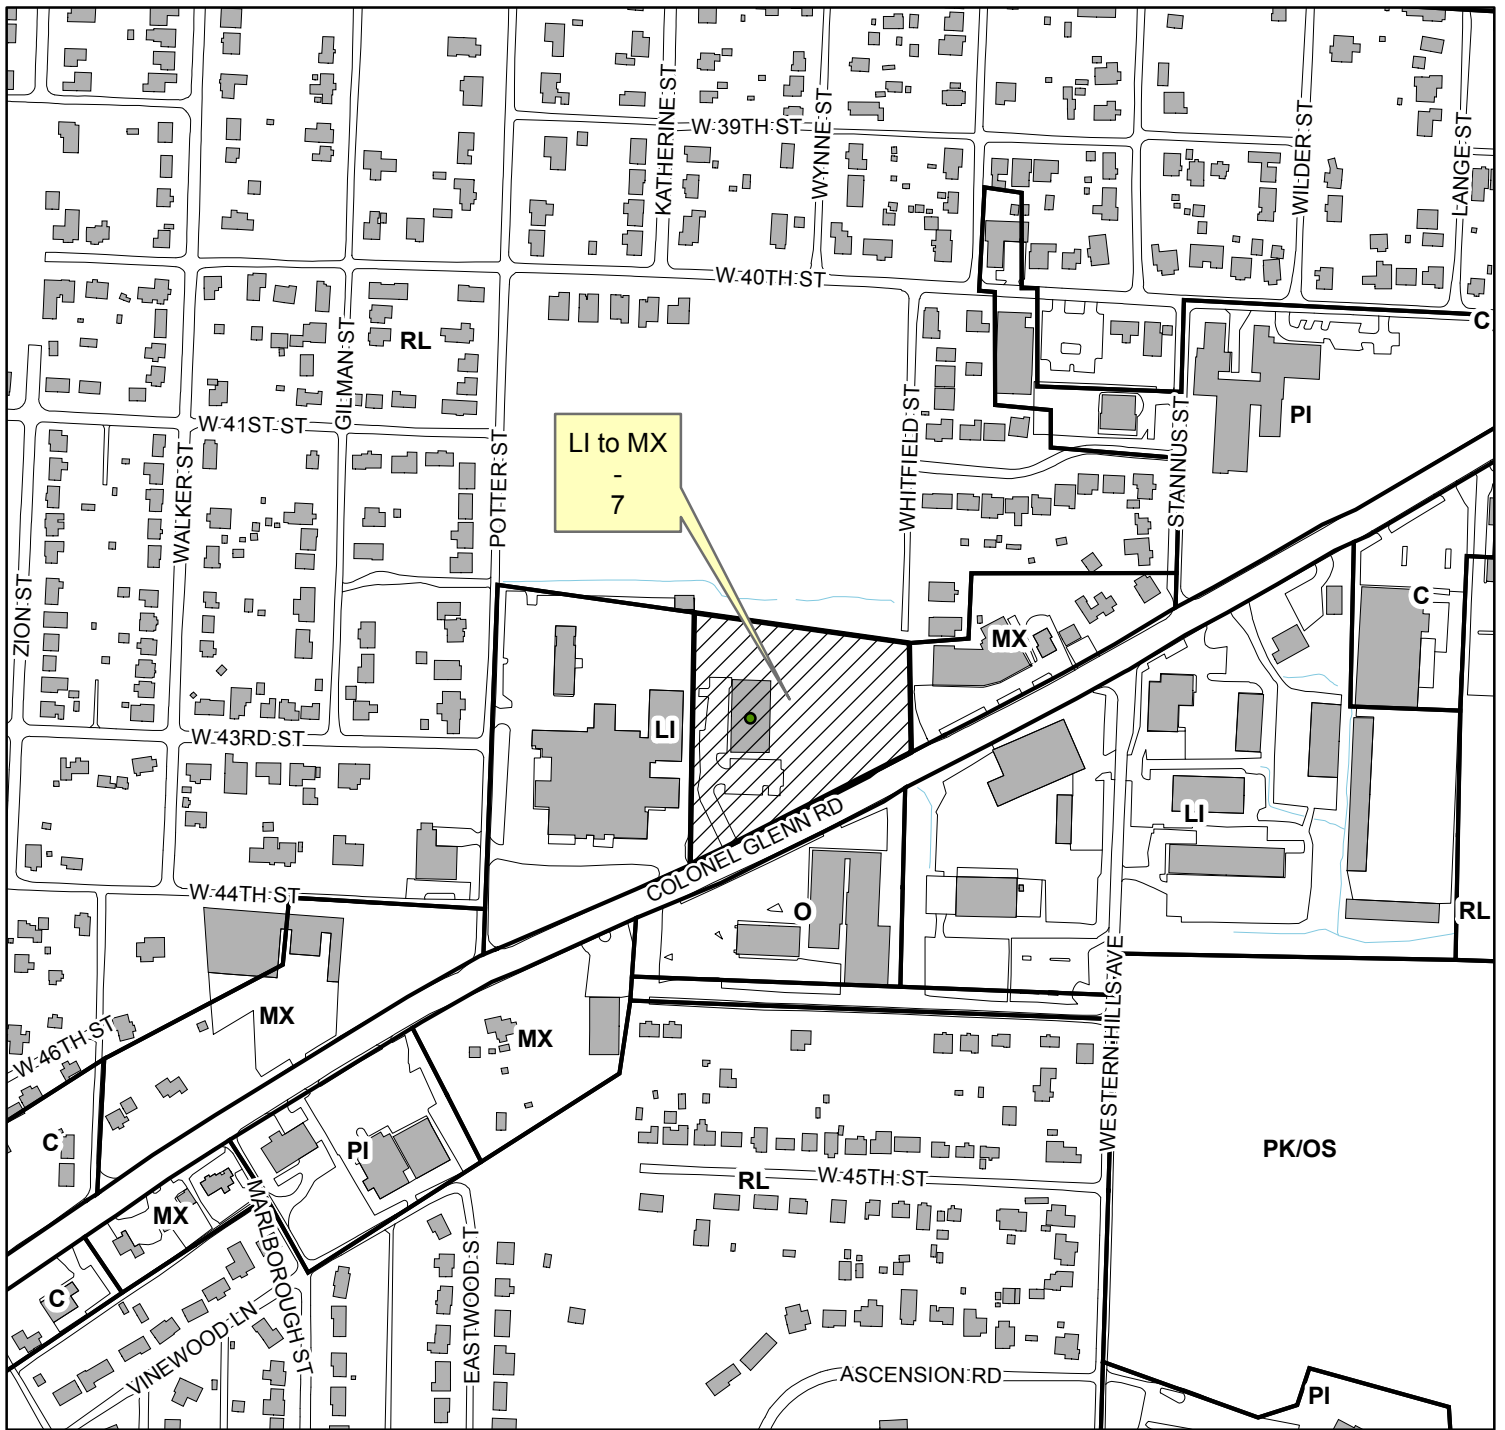 KATHERINE ST
WYNNE ST
WILDER ST
LANGE ST
W 39TH ST
W 40TH ST
C
GILMAN ST
RL
WHITFIELD ST
STANNUS ST
PI
W 41ST ST
WALKER ST
POTTER ST
LI to MX
-
7
ZION ST
C
MX
LI
W 43RD ST
COLONEL GLENN RD
LI
W 44TH ST
O
RL
MX
MX
W 46TH ST
WESTERN HILLS AVE
C
PI
PK/OS
RL
W 45TH ST
MX
MARLBOROUGH ST
EASTWOOD ST
C
VINEWOOD LN
ASCENSION RD
PI